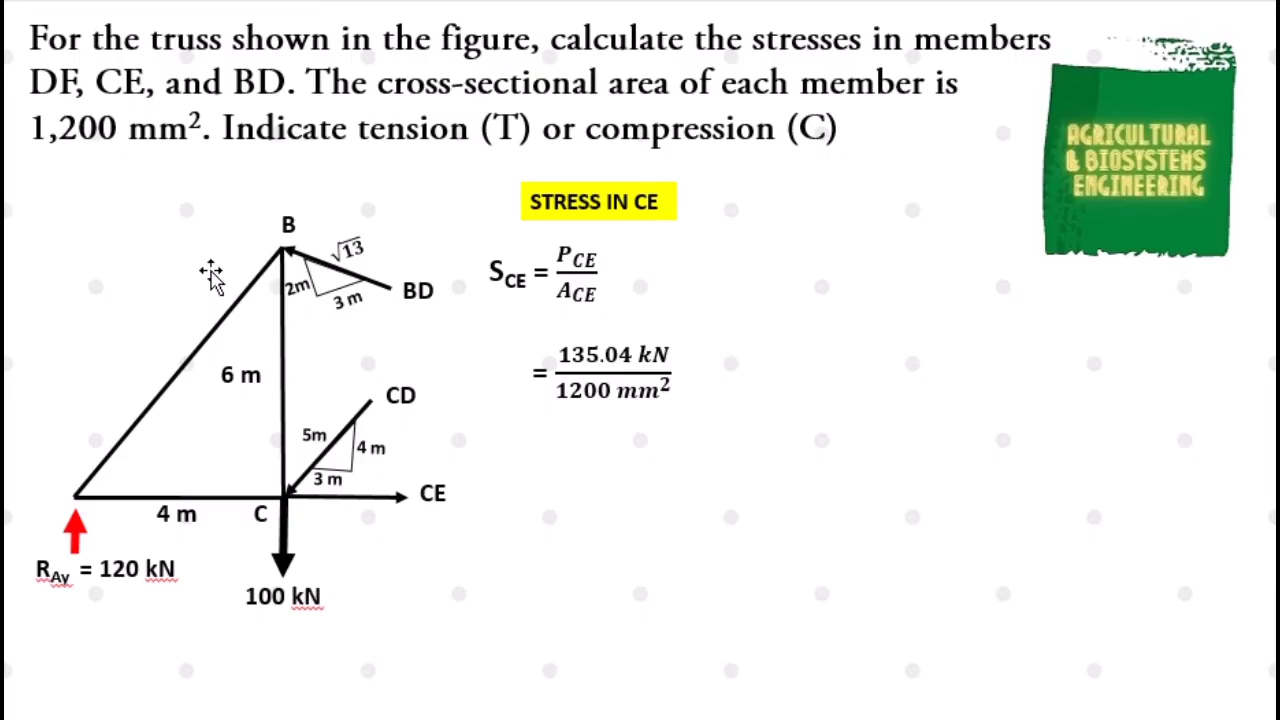 For the truss shown in the figure, calculate the stresses in members
DF, CE, and BD. The cross-sectional area of each member is
1,200 mm². Indicate tension (T) or compression (C)
AGRICULTURAL
& BIOSYSTEMS
ENGINEERING
STRESS IN CE
S_CE = P_CE / A_CE
= 135.04 kN / 1200 mm²
B
√13
2m
3 m
BD
6 m
CD
5m
4 m
3 m
CE
4 m
C
R_Ay = 120 kN
100 kN